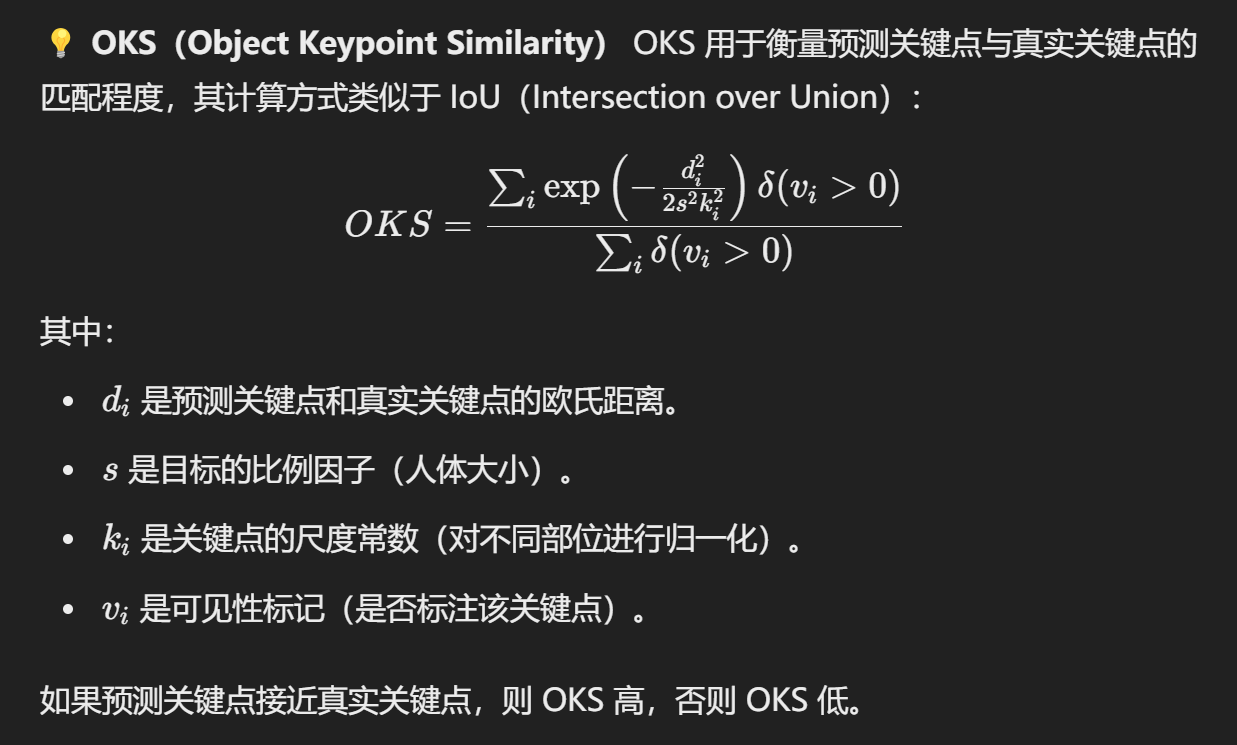 💡 OKS（Object Keypoint Similarity） OKS 用于衡量预测关键点与真实关键点的
匹配程度，其计算方式类似于 IoU（Intersection over Union）：
$OKS = \frac{\sum_i \exp\left(-\frac{d_i^2}{2s^2k_i^2}\right)\delta(v_i > 0)}{\sum_i \delta(v_i > 0)}$
其中：
• $d_i$ 是预测关键点和真实关键点的欧氏距离。
• $s$ 是目标的比例因子（人体大小）。
• $k_i$ 是关键点的尺度常数（对不同部位进行归一化）。
• $v_i$ 是可见性标记（是否标注该关键点）。
如果预测关键点接近真实关键点，则 OKS 高，否则 OKS 低。